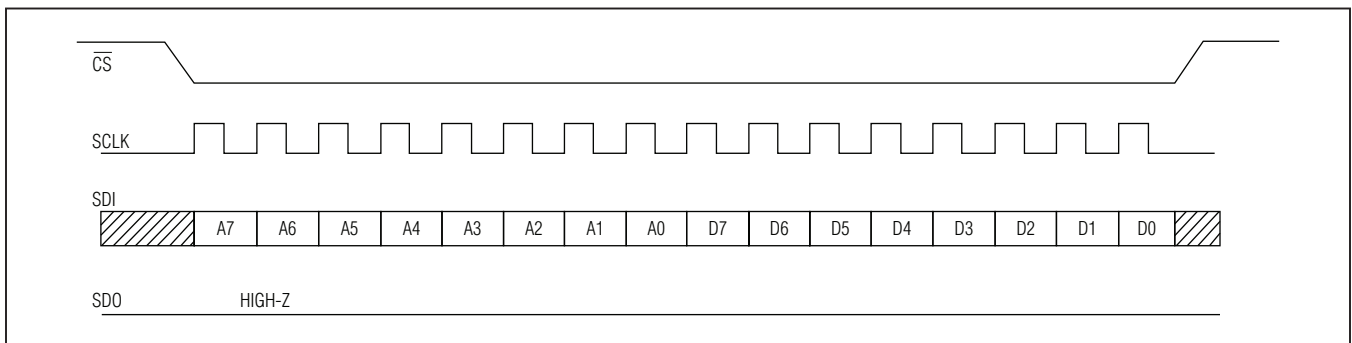 C̅S̅
SCLK
SDI
A7 A6 A5 A4 A3 A2 A1 A0 D7 D6 D5 D4 D3 D2 D1 D0
SDO HIGH-Z